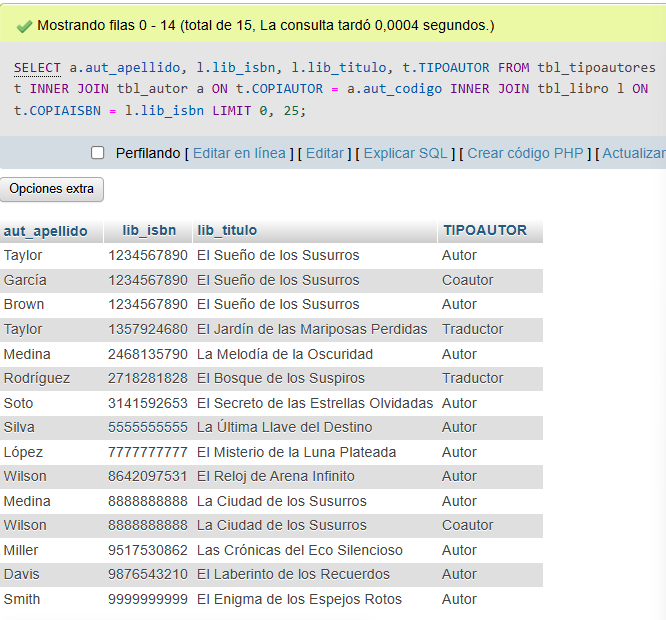 Mostrando filas 0 - 14 (total de 15, La consulta tardó 0,0004 segundos.)
SELECT a.aut_apellido, l.lib_isbn, l.lib_titulo, t.TIPOAUTOR FROM tbl_tipoautores
t INNER JOIN tbl_autor a ON t.COPIAUTOR = a.aut_codigo INNER JOIN tbl_libro l ON
t.COPIAISBN = l.lib_isbn LIMIT 0, 25;
Perfilando [ Editar en línea ] [ Editar ] [ Explicar SQL ] [ Crear código PHP ] [ Actualizar
Opciones extra
aut_apellido lib_isbn lib_titulo TIPOAUTOR
Taylor 1234567890 El Sueño de los Susurros Autor
García 1234567890 El Sueño de los Susurros Coautor
Brown 1234567890 El Sueño de los Susurros Autor
Taylor 1357924680 El Jardín de las Mariposas Perdidas Traductor
Medina 2468135790 La Melodía de la Oscuridad Autor
Rodríguez 2718281828 El Bosque de los Suspiros Traductor
Soto 3141592653 El Secreto de las Estrellas Olvidadas Autor
Silva 5555555555 La Última Llave del Destino Autor
López 7777777777 El Misterio de la Luna Plateada Autor
Wilson 8642097531 El Reloj de Arena Infinito Autor
Medina 8888888888 La Ciudad de los Susurros Autor
Wilson 8888888888 La Ciudad de los Susurros Coautor
Miller 9517530862 Las Crónicas del Eco Silencioso Autor
Davis 9876543210 El Laberinto de los Recuerdos Autor
Smith 9999999999 El Enigma de los Espejos Rotos Autor